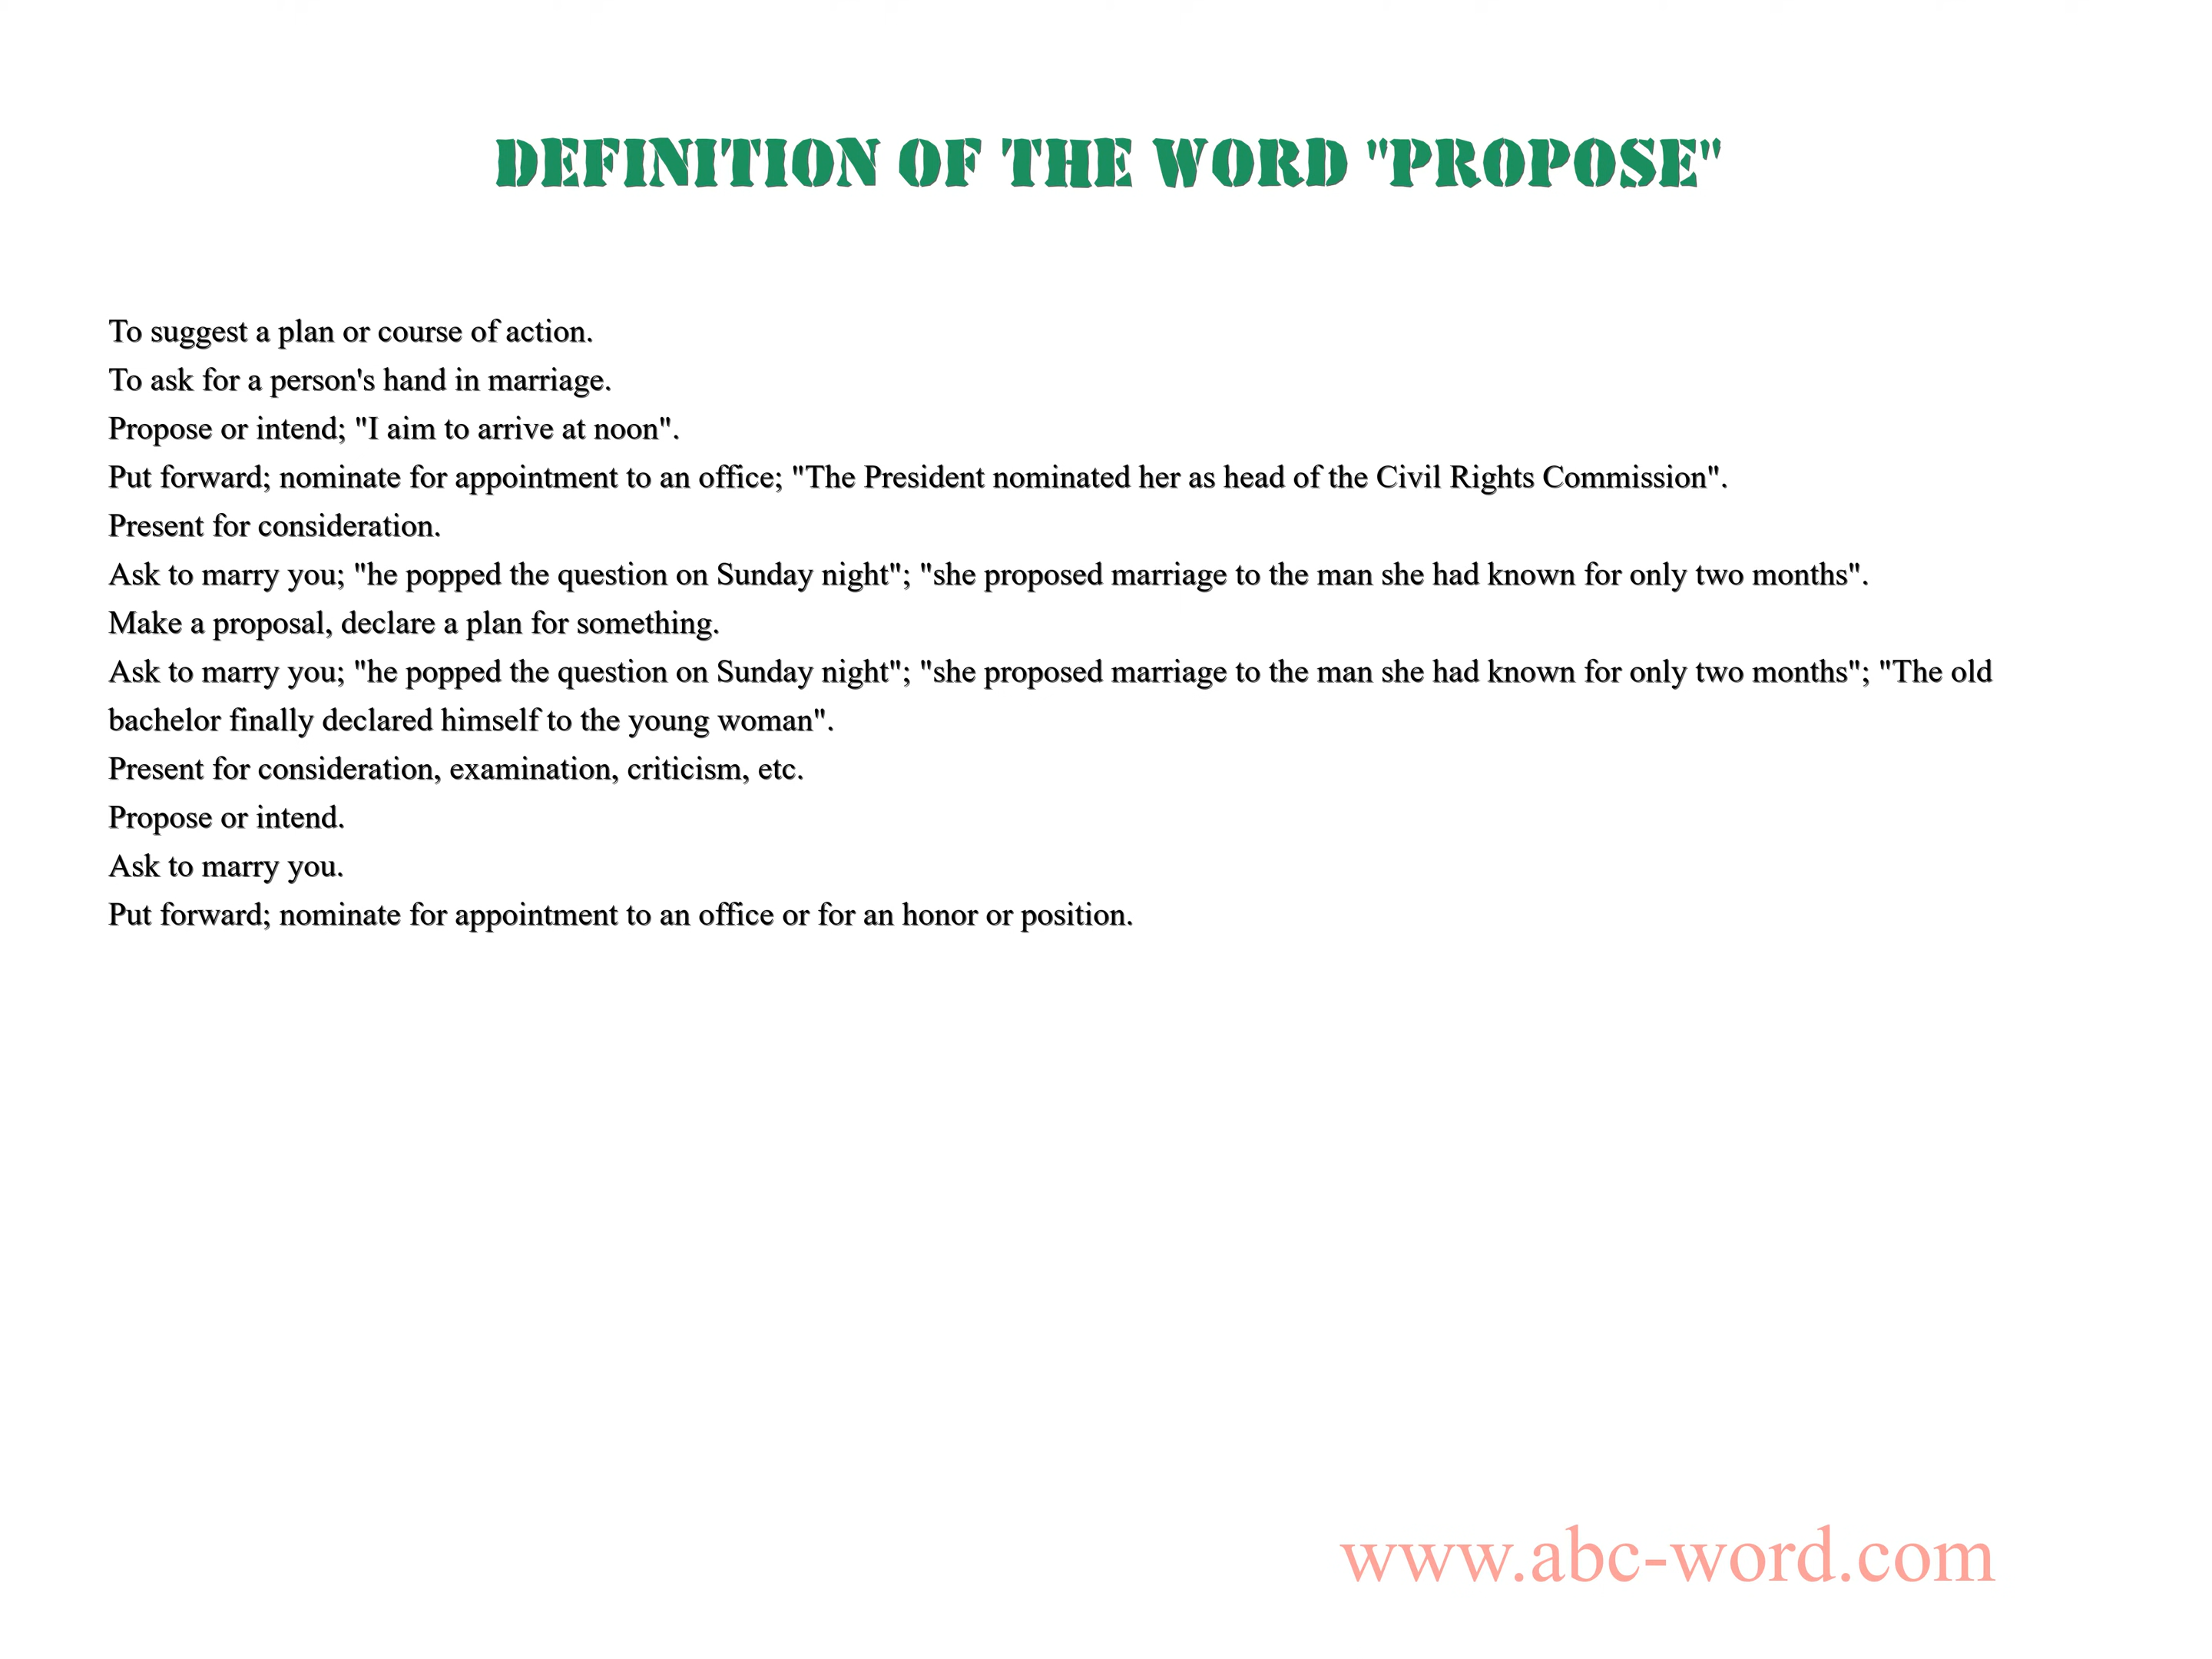 DEFINITION OF THE WORD "PROPOSE"
To suggest a plan or course of action.
To ask for a person's hand in marriage.
Propose or intend; "I aim to arrive at noon".
Put forward; nominate for appointment to an office; "The President nominated her as head of the Civil Rights Commission".
Present for consideration.
Ask to marry you; "he popped the question on Sunday night"; "she proposed marriage to the man she had known for only two months".
Make a proposal, declare a plan for something.
Ask to marry you; "he popped the question on Sunday night"; "she proposed marriage to the man she had known for only two months"; "The old
bachelor finally declared himself to the young woman".
Present for consideration, examination, criticism, etc.
Propose or intend.
Ask to marry you.
Put forward; nominate for appointment to an office or for an honor or position.
www.abc-word.com